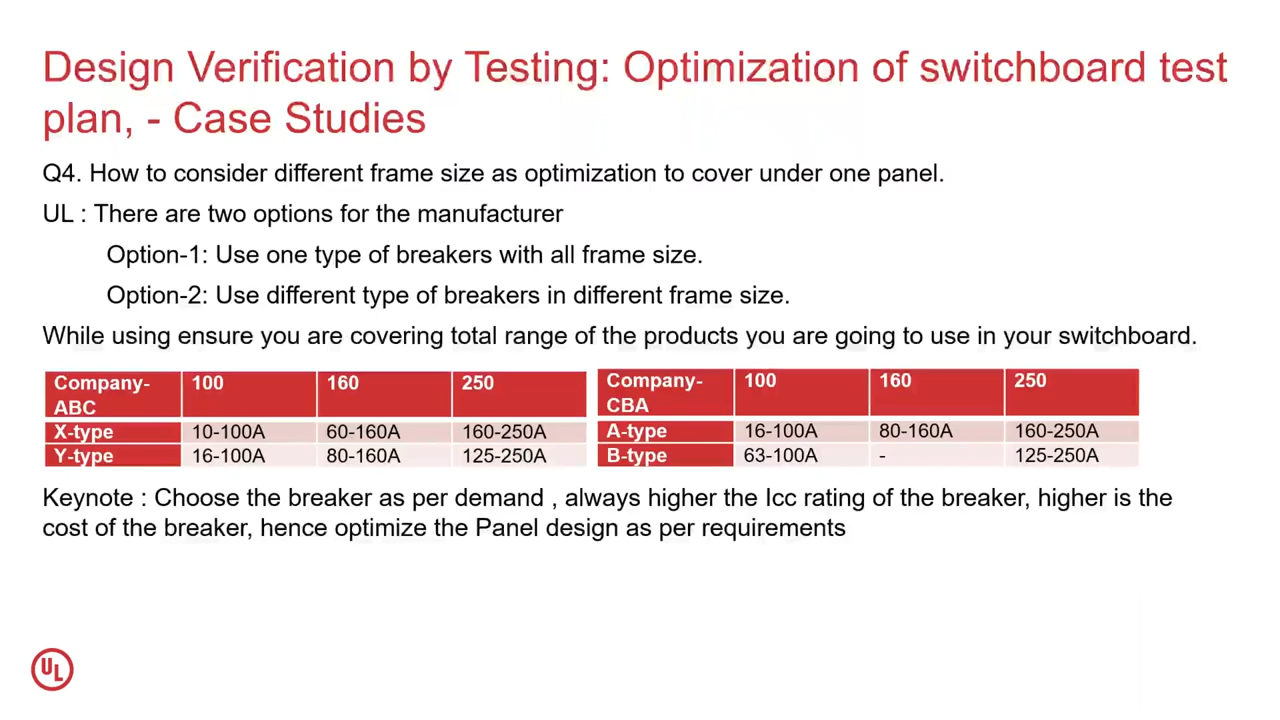 Design Verification by Testing: Optimization of switchboard test
plan, - Case Studies
Q4. How to consider different frame size as optimization to cover under one panel.
UL : There are two options for the manufacturer
Option-1: Use one type of breakers with all frame size.
Option-2: Use different type of breakers in different frame size.
While using ensure you are covering total range of the products you are going to use in your switchboard.
Company-ABC 100 160 250
X-type 10-100A 60-160A 160-250A
Y-type 16-100A 80-160A 125-250A
Company-CBA 100 160 250
A-type 16-100A 80-160A 160-250A
B-type 63-100A - 125-250A
Keynote : Choose the breaker as per demand , always higher the Icc rating of the breaker, higher is the
cost of the breaker, hence optimize the Panel design as per requirements
UL